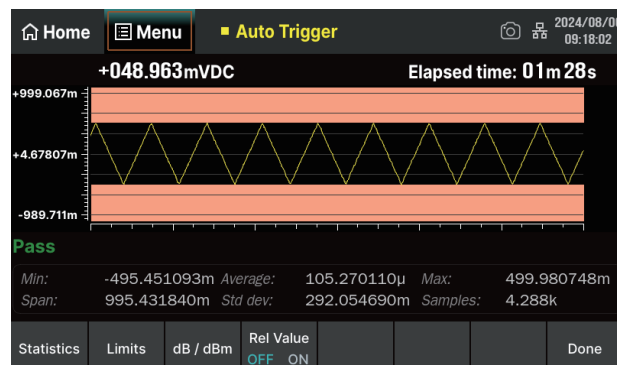 Home Menu Auto Trigger 2024/08/0
09:18:02
+048.963mVDC Elapsed time: 01m28s
+999.067m
+4.67807m
-989.711m
Pass
Min: -495.451093m Average: 105.270110µ Max: 499.980748m
Span: 995.431840m Std dev: 292.054690m Samples: 4.288k
Statistics Limits dB / dBm Rel Value Done
OFF ON